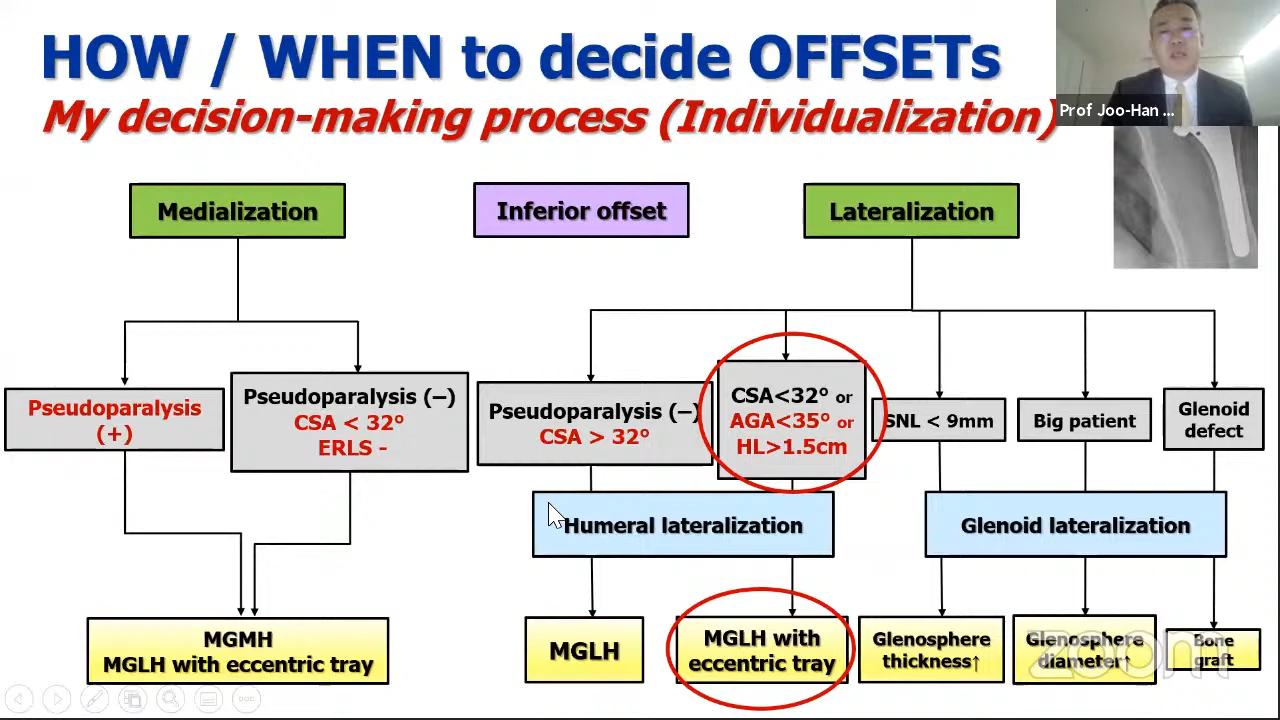 HOW / WHEN to decide OFFSETs
My decision-making process (Individualization)
Prof Joo-Han ...
Medialization
Inferior offset
Lateralization
Pseudoparalysis
(+)
Pseudoparalysis (–)
CSA < 32°
ERLS -
Pseudoparalysis (–)
CSA > 32°
CSA<32° or
AGA<35° or
HL>1.5cm
SNL < 9mm
Big patient
Glenoid
defect
Humeral lateralization
Glenoid lateralization
MGMH
MGLH with eccentric tray
MGLH
MGLH with
eccentric tray
Glenosphere
thickness↑
Glenosphere
diameter↑
Bone
graft
zoom